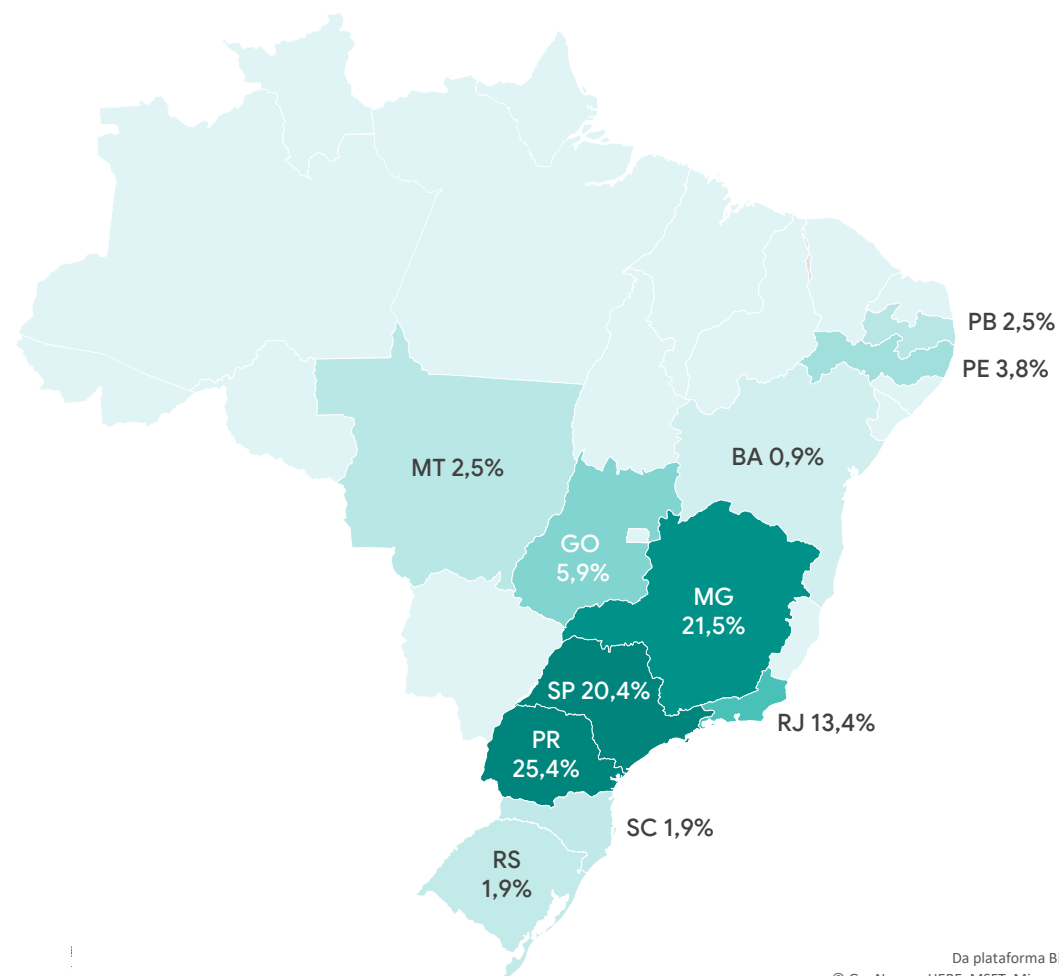 PB 2,5%
PE 3,8%
BA 0,9%
MT 2,5%
GO
5,9%
MG
21,5%
SP 20,4%
RJ 13,4%
PR
25,4%
SC 1,9%
RS
1,9%
Da plataforma B